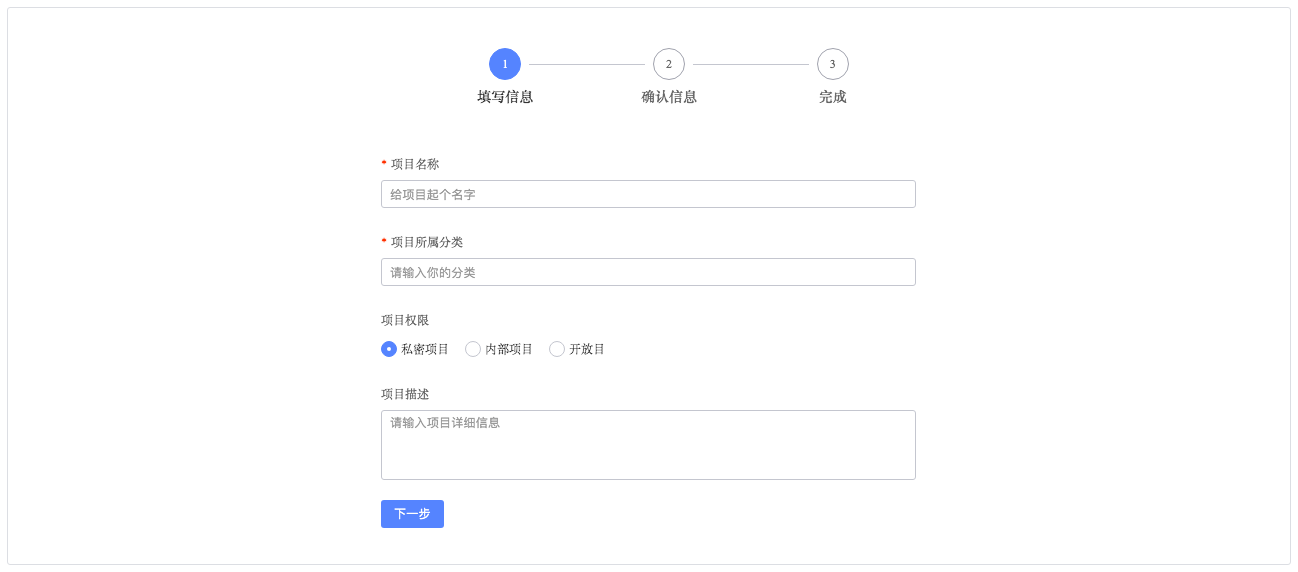 1 2 3
填写信息 确认信息 完成
* 项目名称
给项目起个名字
* 项目所属分类
请输入你的分类
项目权限
私密项目 内部项目 开放目
项目描述
请输入项目详细信息
下一步